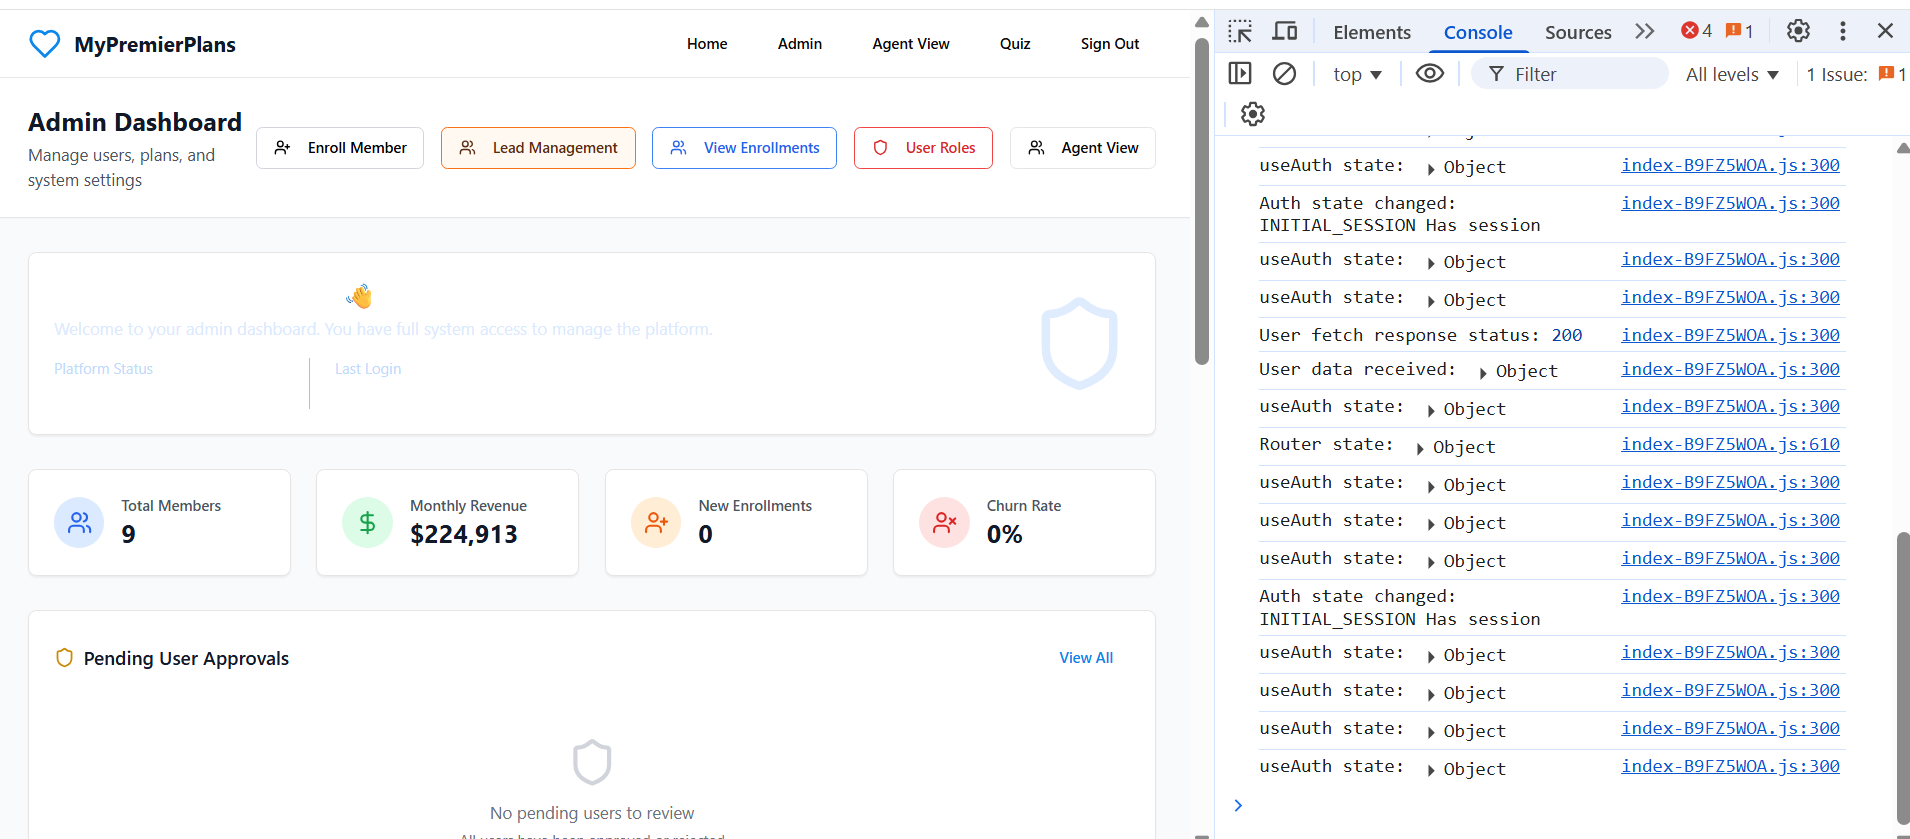 MyPremierPlans
Home
Admin
Agent View
Quiz
Sign Out
Admin Dashboard
Manage users, plans, and
system settings
Enroll Member
Lead Management
View Enrollments
User Roles
Agent View
Welcome to your admin dashboard. You have full system access to manage the platform.
Platform Status
Last Login
Total Members
9
Monthly Revenue
$224,913
New Enrollments
0
Churn Rate
0%
Pending User Approvals
View All
No pending users to review
All users have been approved or rejected
Elements
Console
Sources
4
1
top
Filter
All levels
1 Issue:
1
Object
useAuth state: Object index-B9FZ5WOA.js:300
Auth state changed: index-B9FZ5WOA.js:300
INITIAL_SESSION Has session
useAuth state: Object index-B9FZ5WOA.js:300
useAuth state: Object index-B9FZ5WOA.js:300
User fetch response status: 200 index-B9FZ5WOA.js:300
User data received: Object index-B9FZ5WOA.js:300
useAuth state: Object index-B9FZ5WOA.js:300
Router state: Object index-B9FZ5WOA.js:610
useAuth state: Object index-B9FZ5WOA.js:300
useAuth state: Object index-B9FZ5WOA.js:300
useAuth state: Object index-B9FZ5WOA.js:300
Auth state changed: index-B9FZ5WOA.js:300
INITIAL_SESSION Has session
useAuth state: Object index-B9FZ5WOA.js:300
useAuth state: Object index-B9FZ5WOA.js:300
useAuth state: Object index-B9FZ5WOA.js:300
useAuth state: Object index-B9FZ5WOA.js:300